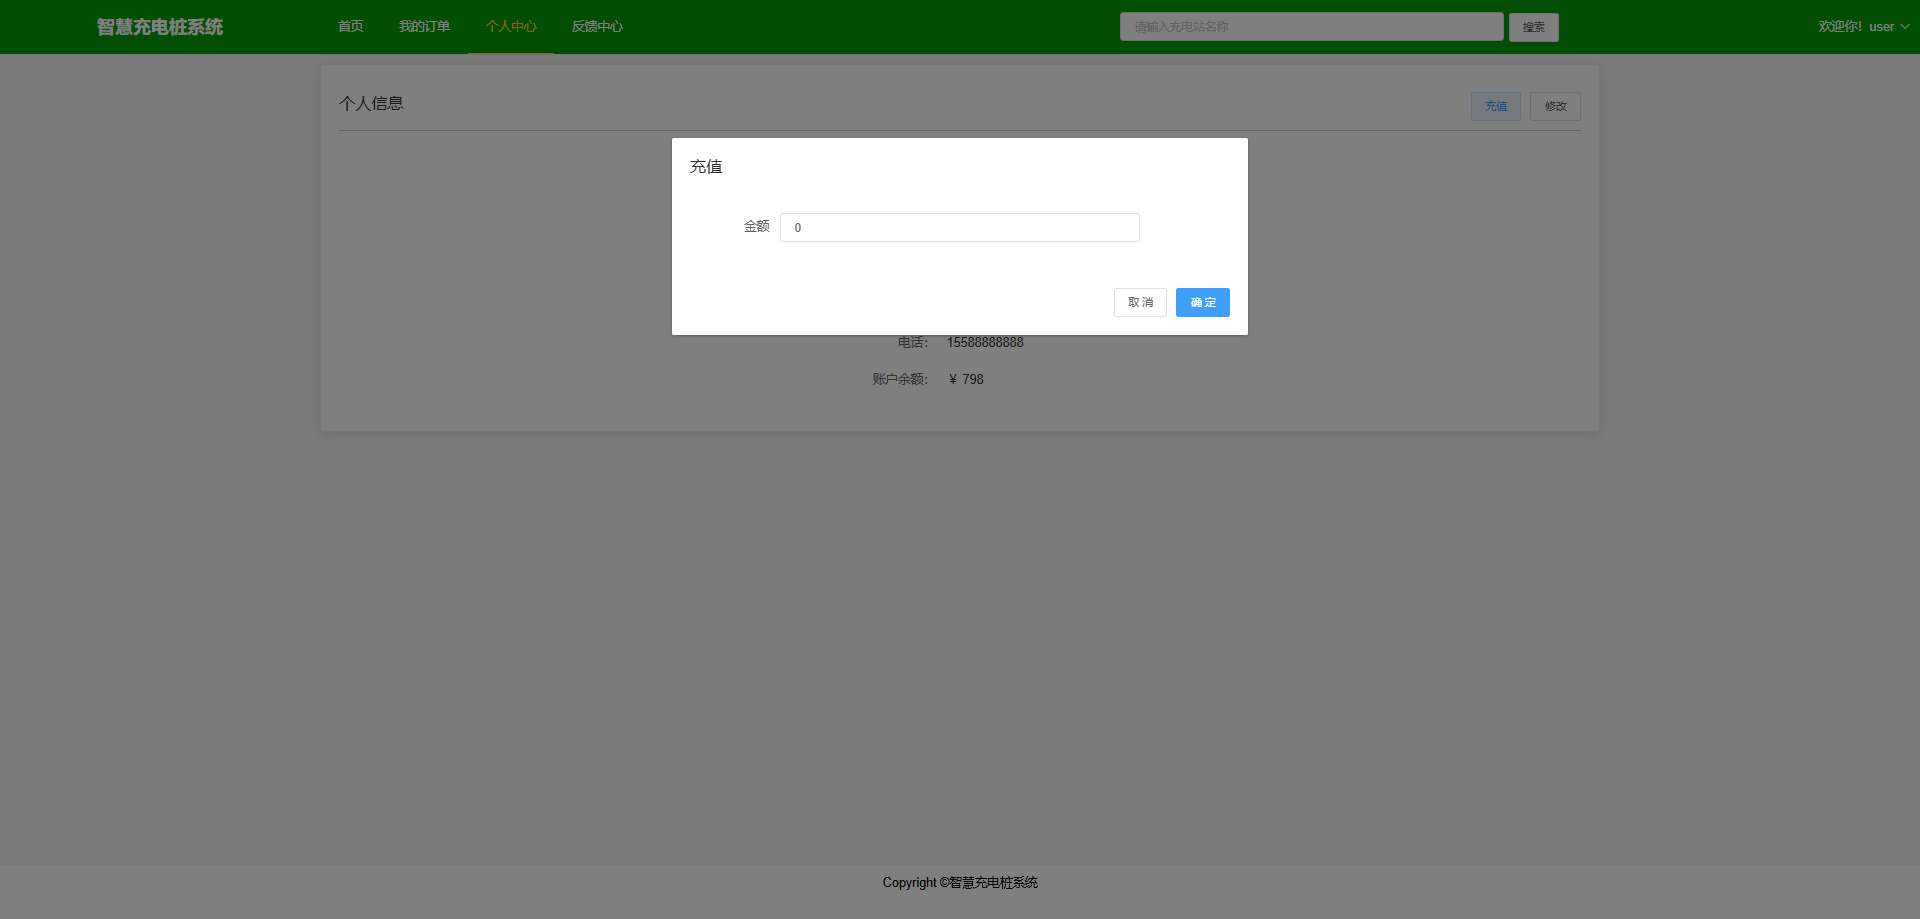 智慧充电桩系统 首页 我的订单 个人中心 反馈中心 请输入充电站名称 搜索 欢迎你！user
个人信息 充值 修改
充值
金额 0
取 消 确 定
电话： 15588888888
账户余额： ¥ 798
Copyright ©智慧充电桩系统